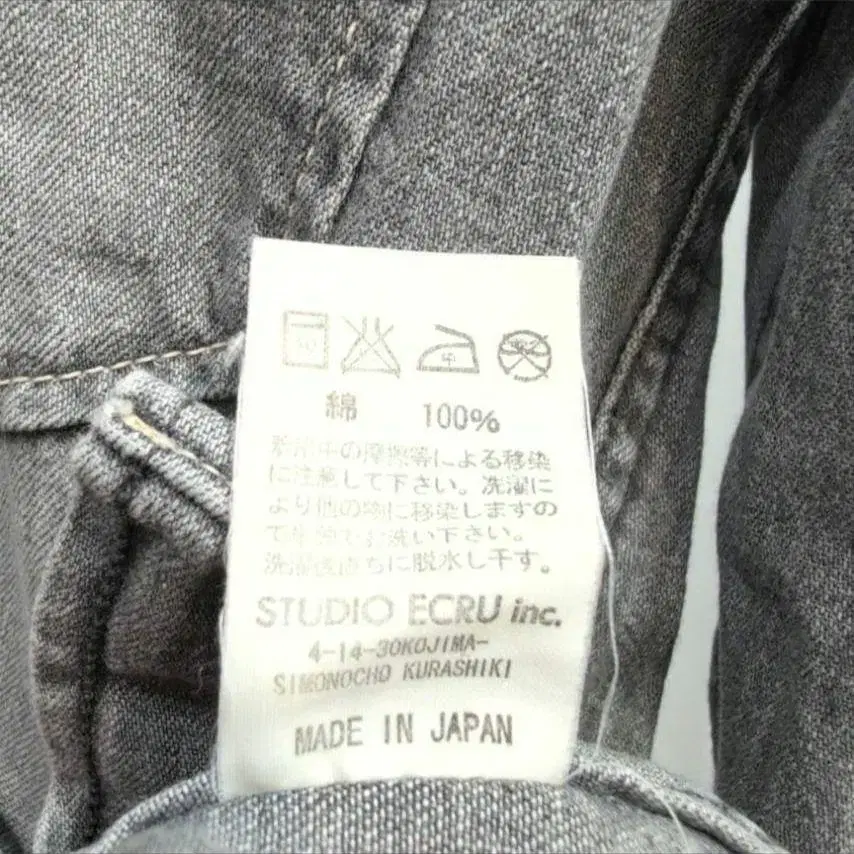 中
綿 100%
着用中の摩擦等による移染
に注意して下さい。洗濯に
より他の物に移染しますの
で単独でお洗い下さい。
洗濯後直ちに脱水し干す。
STUDIO ECRU inc.
4-14-30KOJIMA-
SIMONOCHO KURASHIKI
MADE IN JAPAN